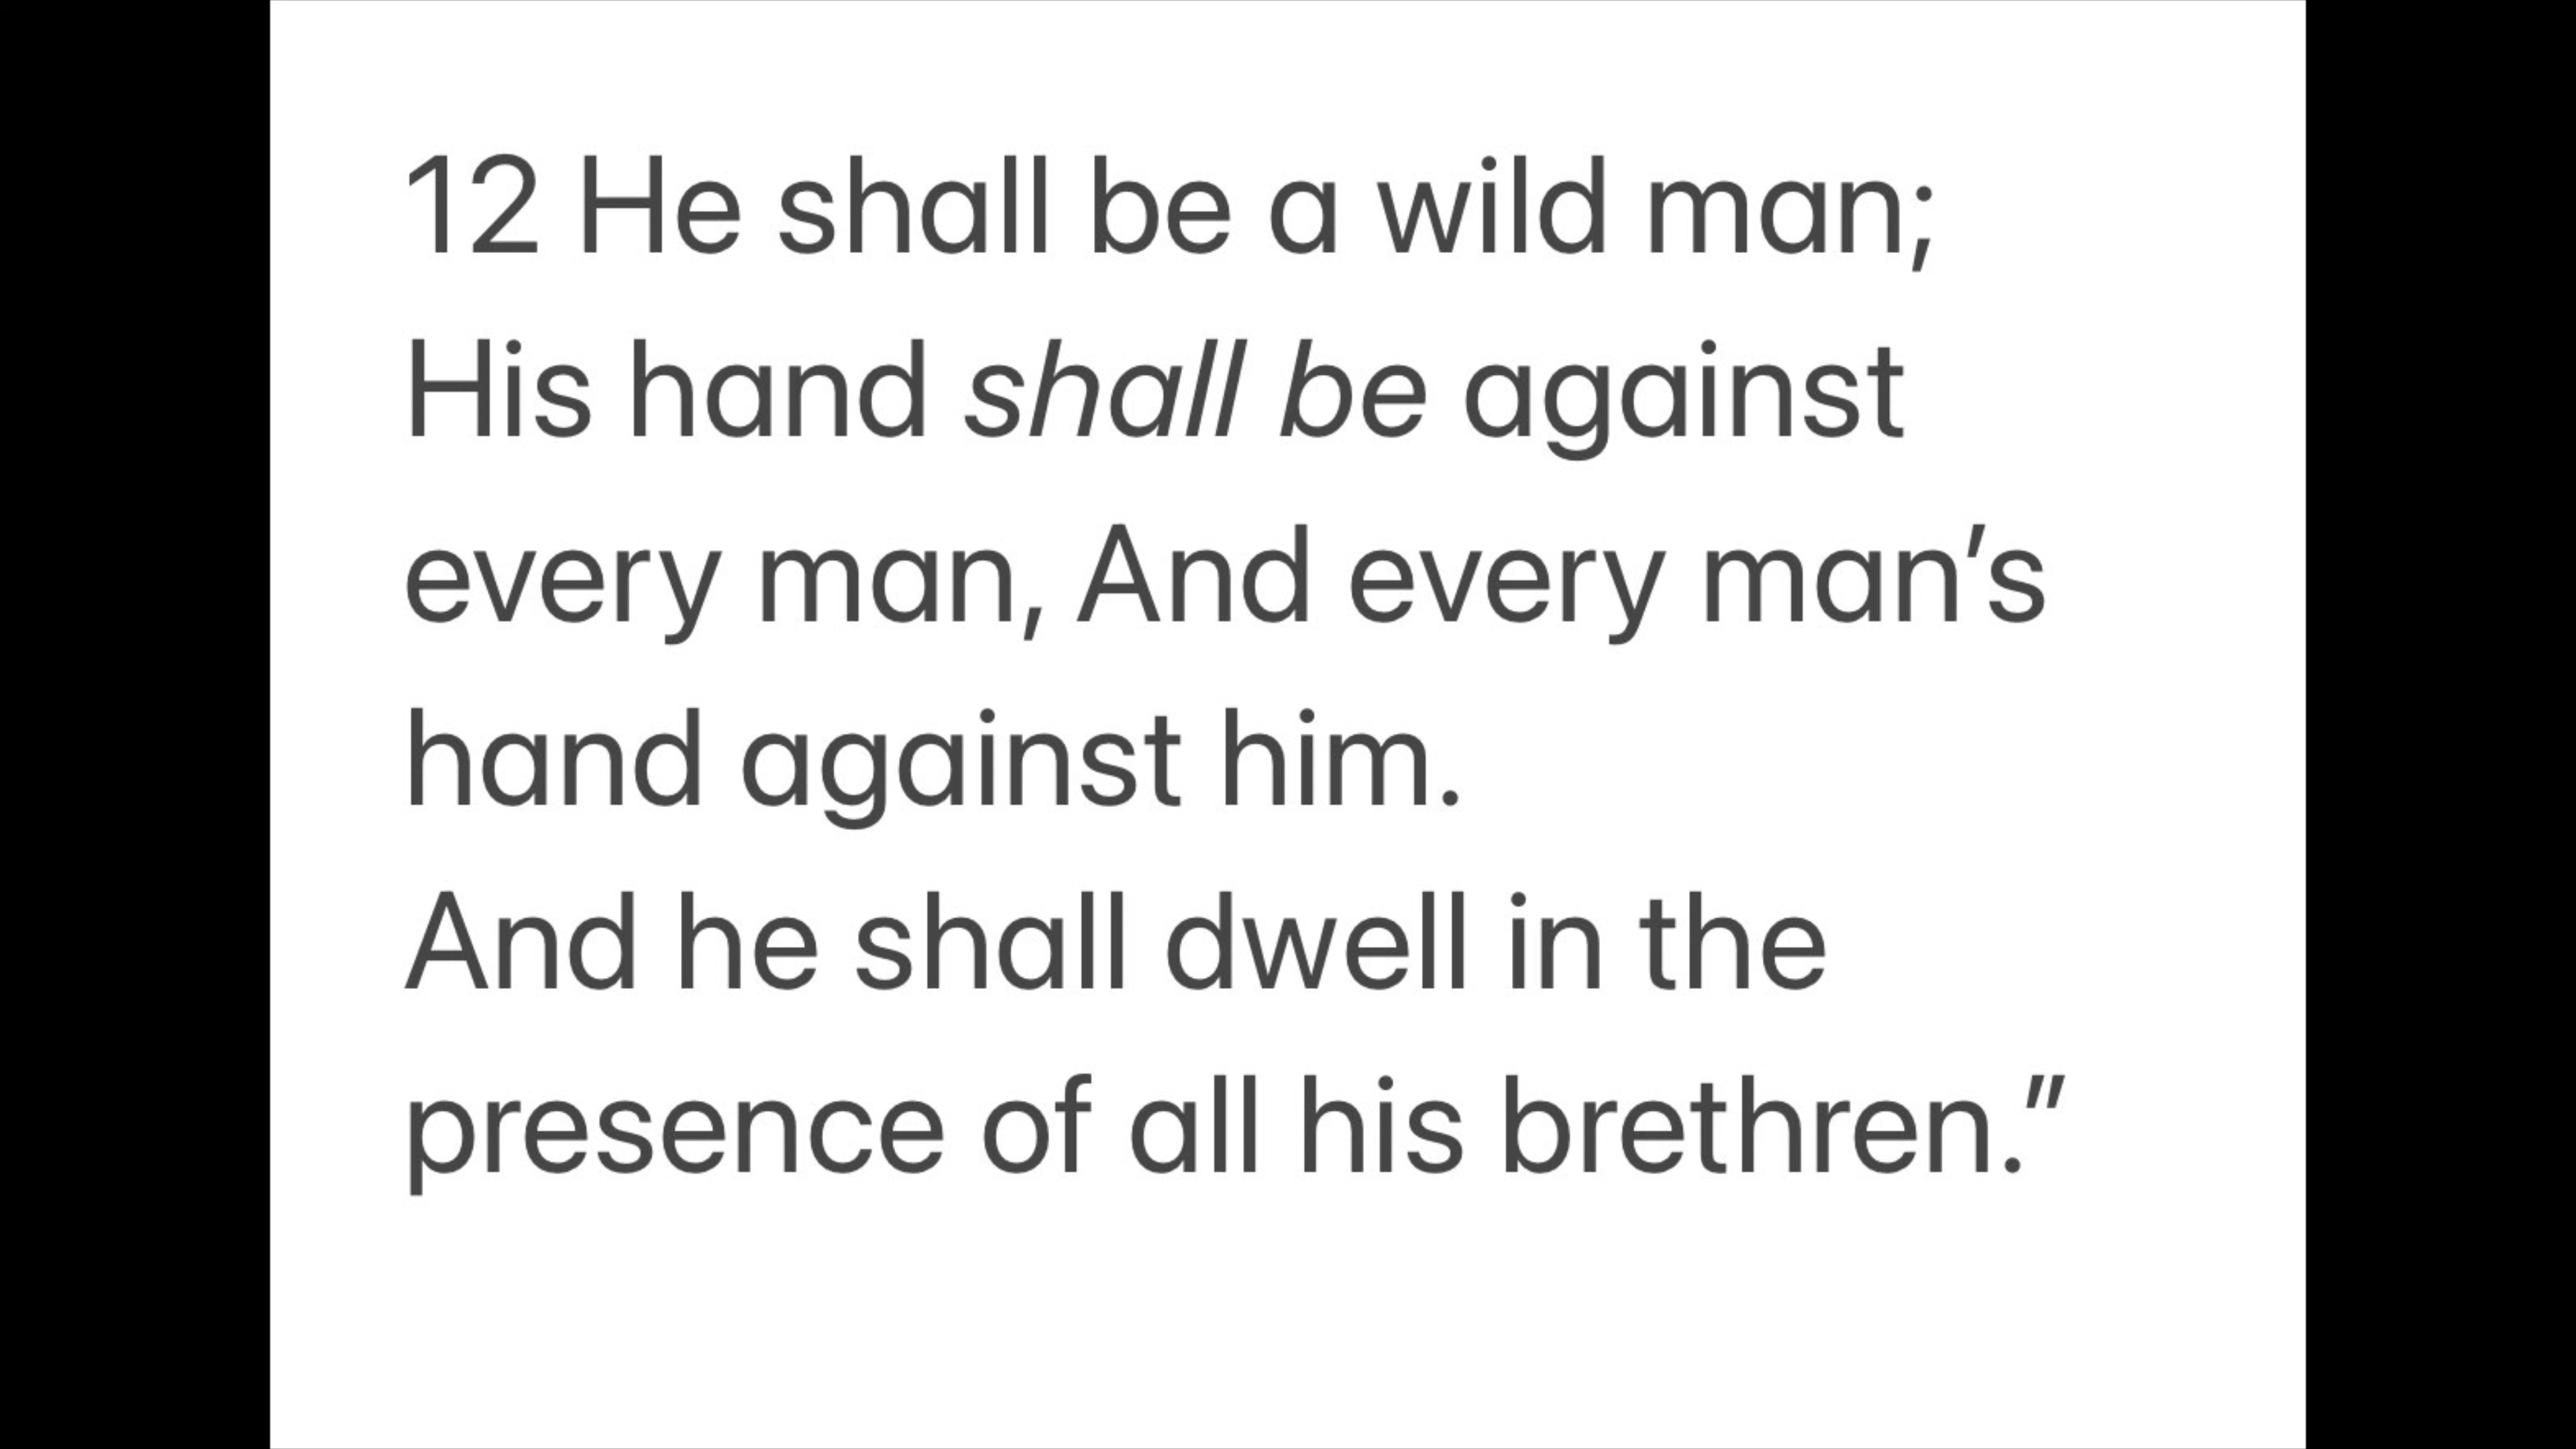 12 He shall be a wild man;
His hand shall be against
every man, And every man’s
hand against him.
And he shall dwell in the
presence of all his brethren.”